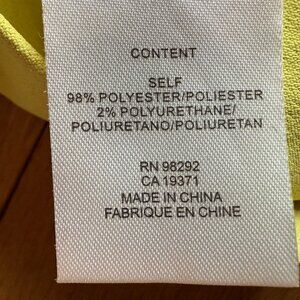 CONTENT
SELF
98% POLYESTER/POLIESTER
2% POLYURETHANE/
POLIURETANO/POLIURETAN
RN 98292
CA 19371
MADE IN CHINA
FABRIQUE EN CHINE